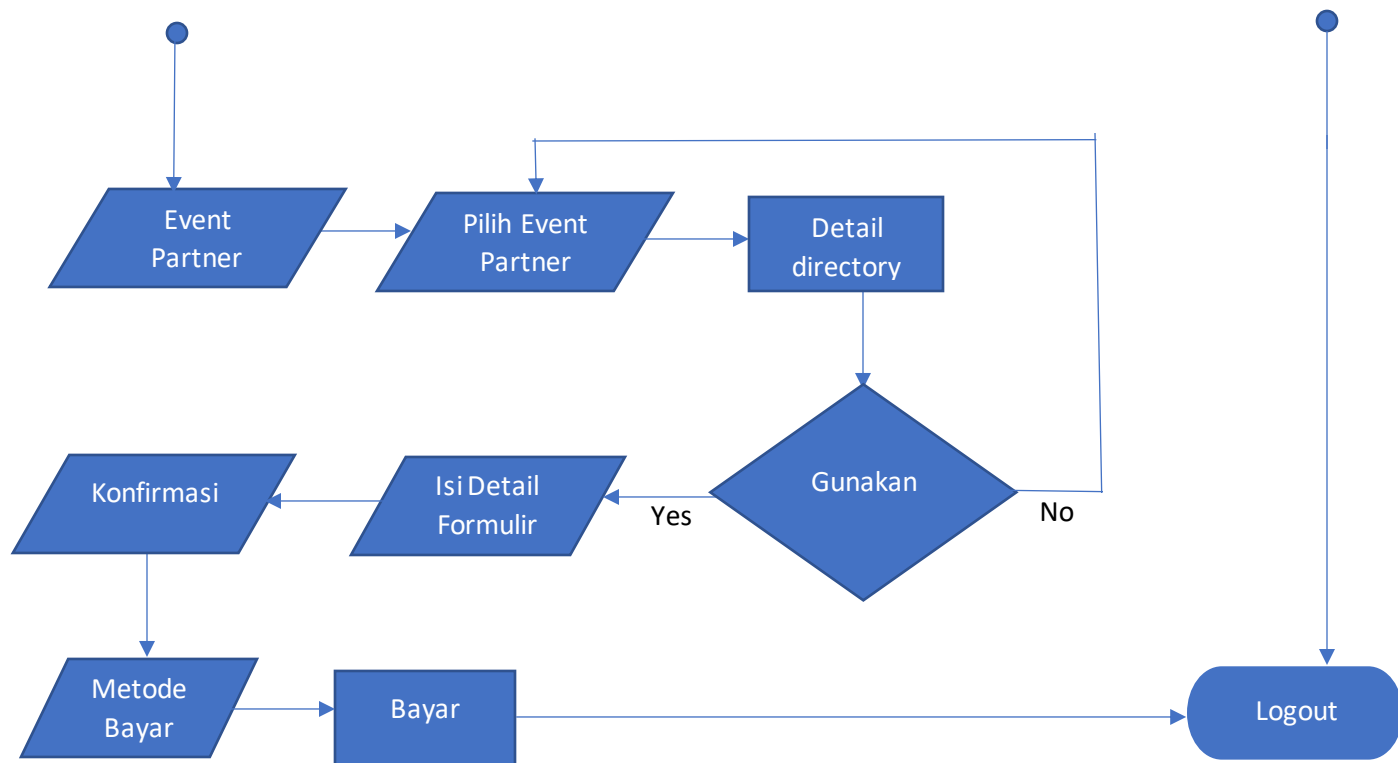 Event
Partner
Pilih Event
Partner
Detail
directory
Gunakan
No
Yes
Isi Detail
Formulir
Konfirmasi
Metode
Bayar
Bayar
Logout